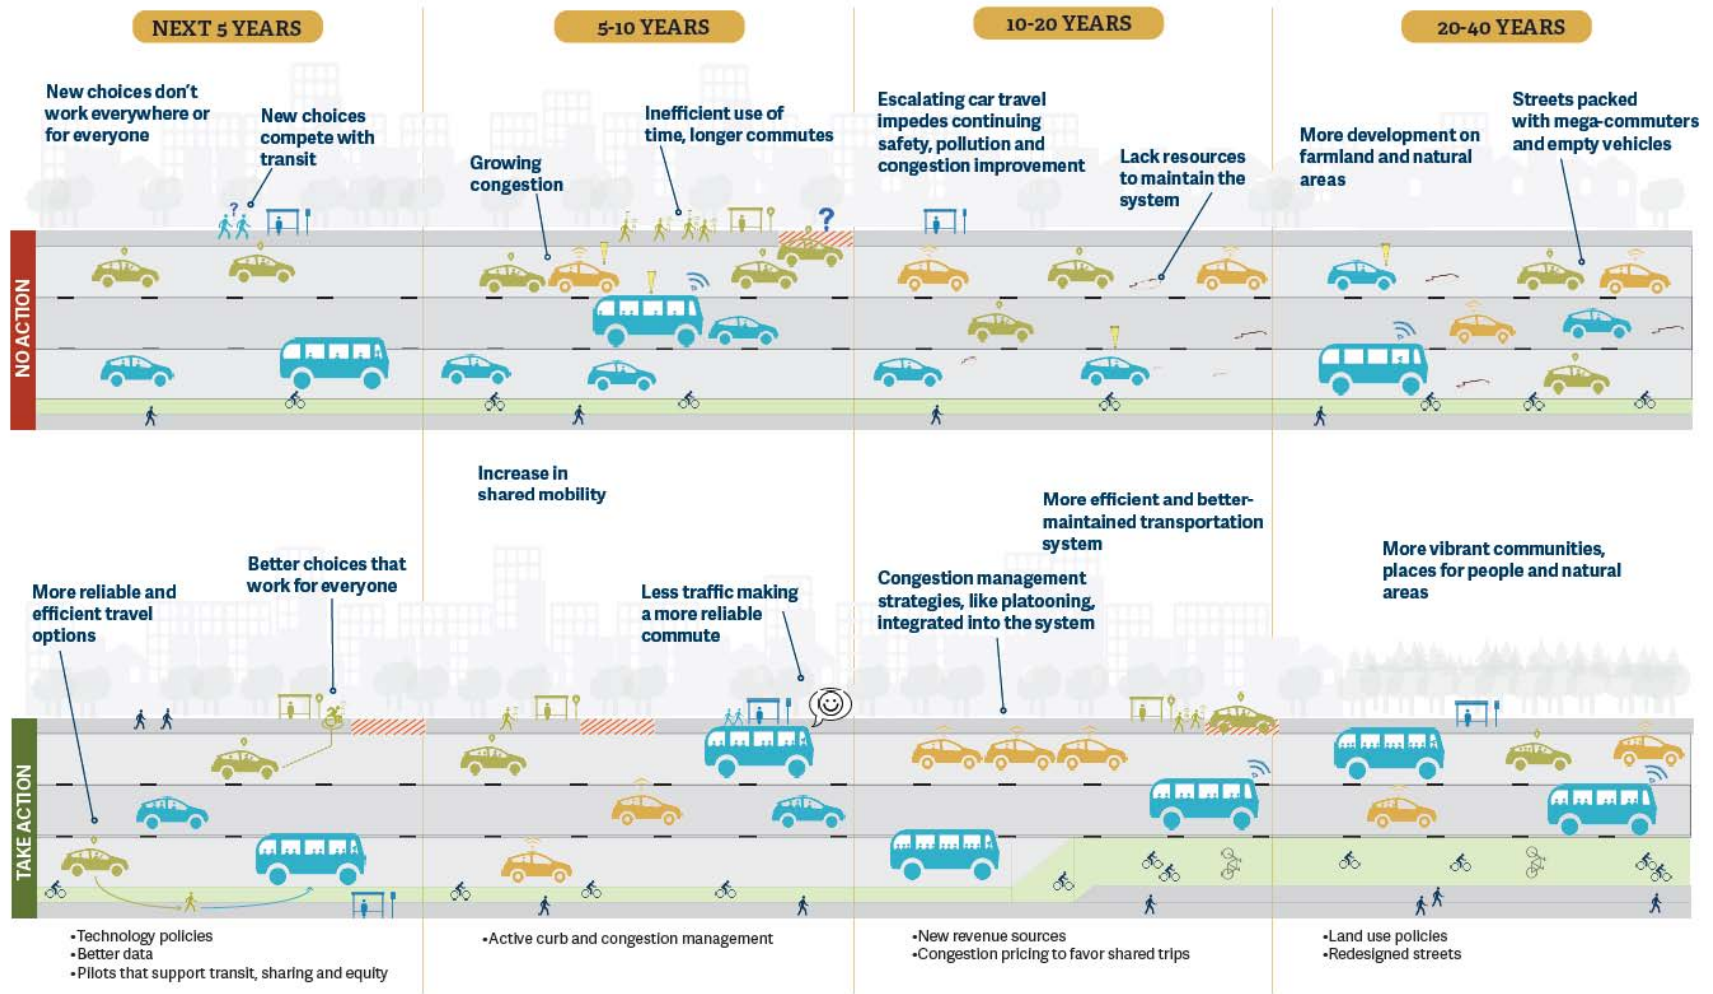 NEXT 5 YEARS
5-10 YEARS
10-20 YEARS
20-40 YEARS
NO ACTION
New choices don't
work everywhere or
for everyone
New choices
compete with
transit
?
Growing
congestion
Inefficient use of
time, longer commutes
?
Escalating car travel
impedes continuing
safety, pollution and
congestion improvement
Lack resources
to maintain the
system
More development on
farmland and natural
areas
Streets packed
with mega-commuters
and empty vehicles
TAKE ACTION
More reliable and
efficient travel
options
Better choices that
work for everyone
Increase in
shared mobility
Less traffic making
a more reliable
commute
Congestion management
strategies, like platooning,
integrated into the system
More efficient and better-
maintained transportation
system
More vibrant communities,
places for people and natural
areas
•Technology policies
•Better data
•Pilots that support transit, sharing and equity
•Active curb and congestion management
•New revenue sources
•Congestion pricing to favor shared trips
•Land use policies
•Redesigned streets